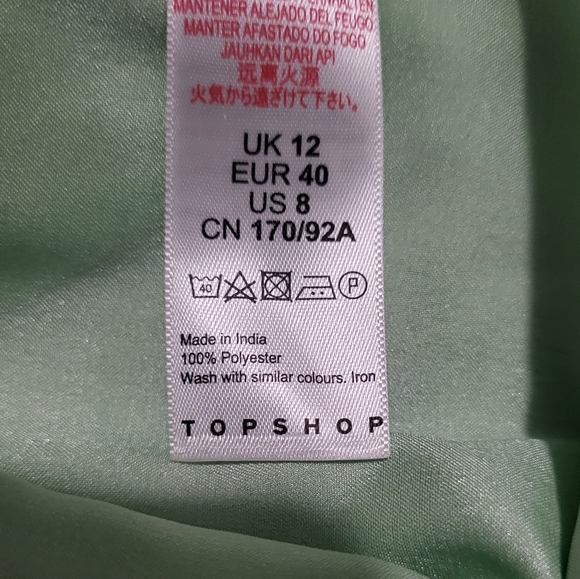 MANTENER ALEJADO DEL FEUGO
MANTER AFASTADO DO FOGO
JAUHKAN DARI API
远离火源
火気から遠ざけて下さい。
UK 12
EUR 40
US 8
CN 170/92A
40
P
Made in India
100% Polyester
Wash with similar colours. Iron
TOPSHOP